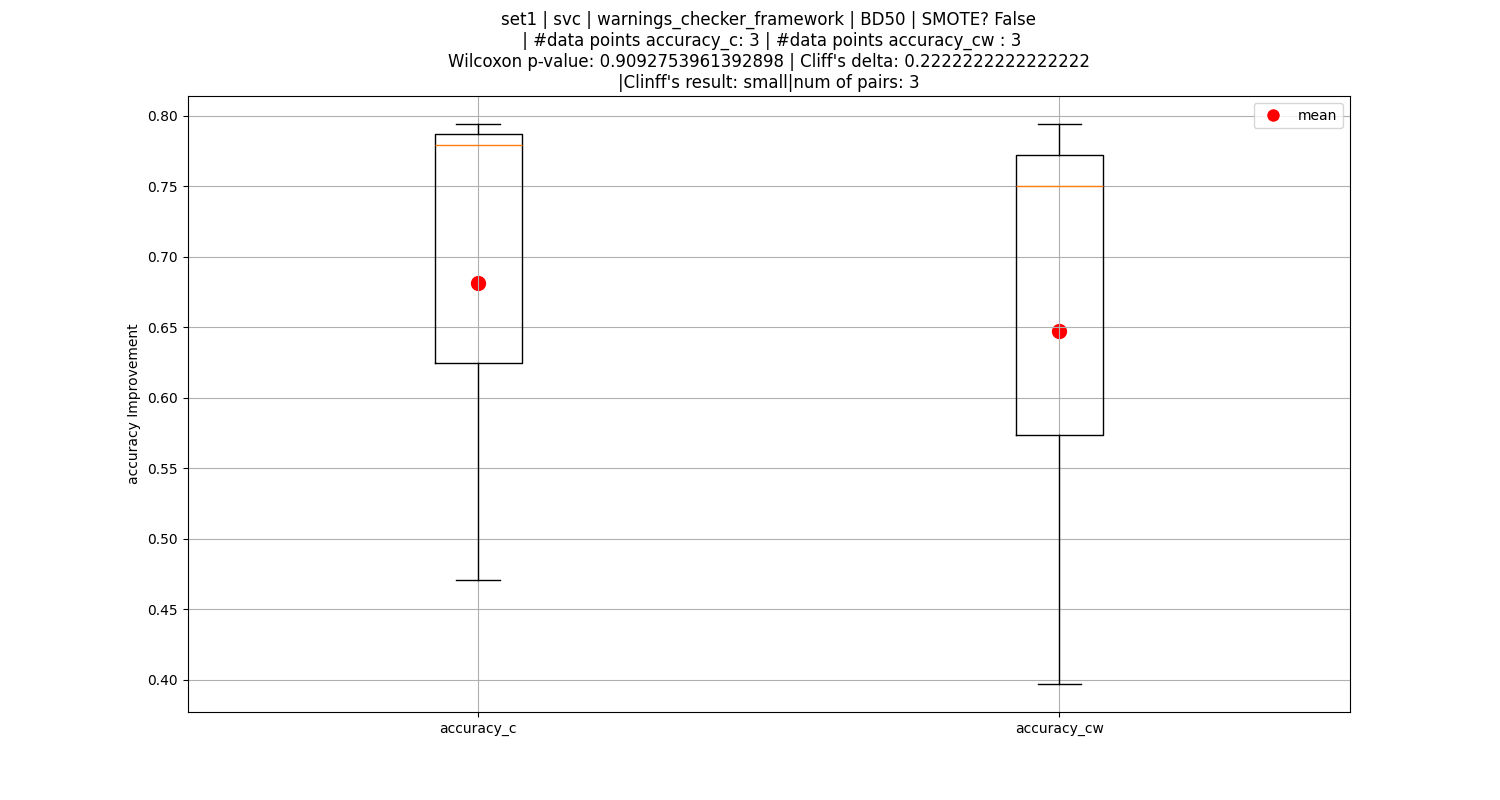 set1 | svc | warnings_checker_framework | BD50 | SMOTE? False
| #data points accuracy_c: 3 | #data points accuracy_cw : 3
Wilcoxon p-value: 0.9092753961392898 | Cliff's delta: 0.2222222222222222
|Clinff's result: small|num of pairs: 3
mean
0.80
0.75
0.70
0.65
0.60
0.55
0.50
0.45
0.40
accuracy Improvement
accuracy_c
accuracy_cw